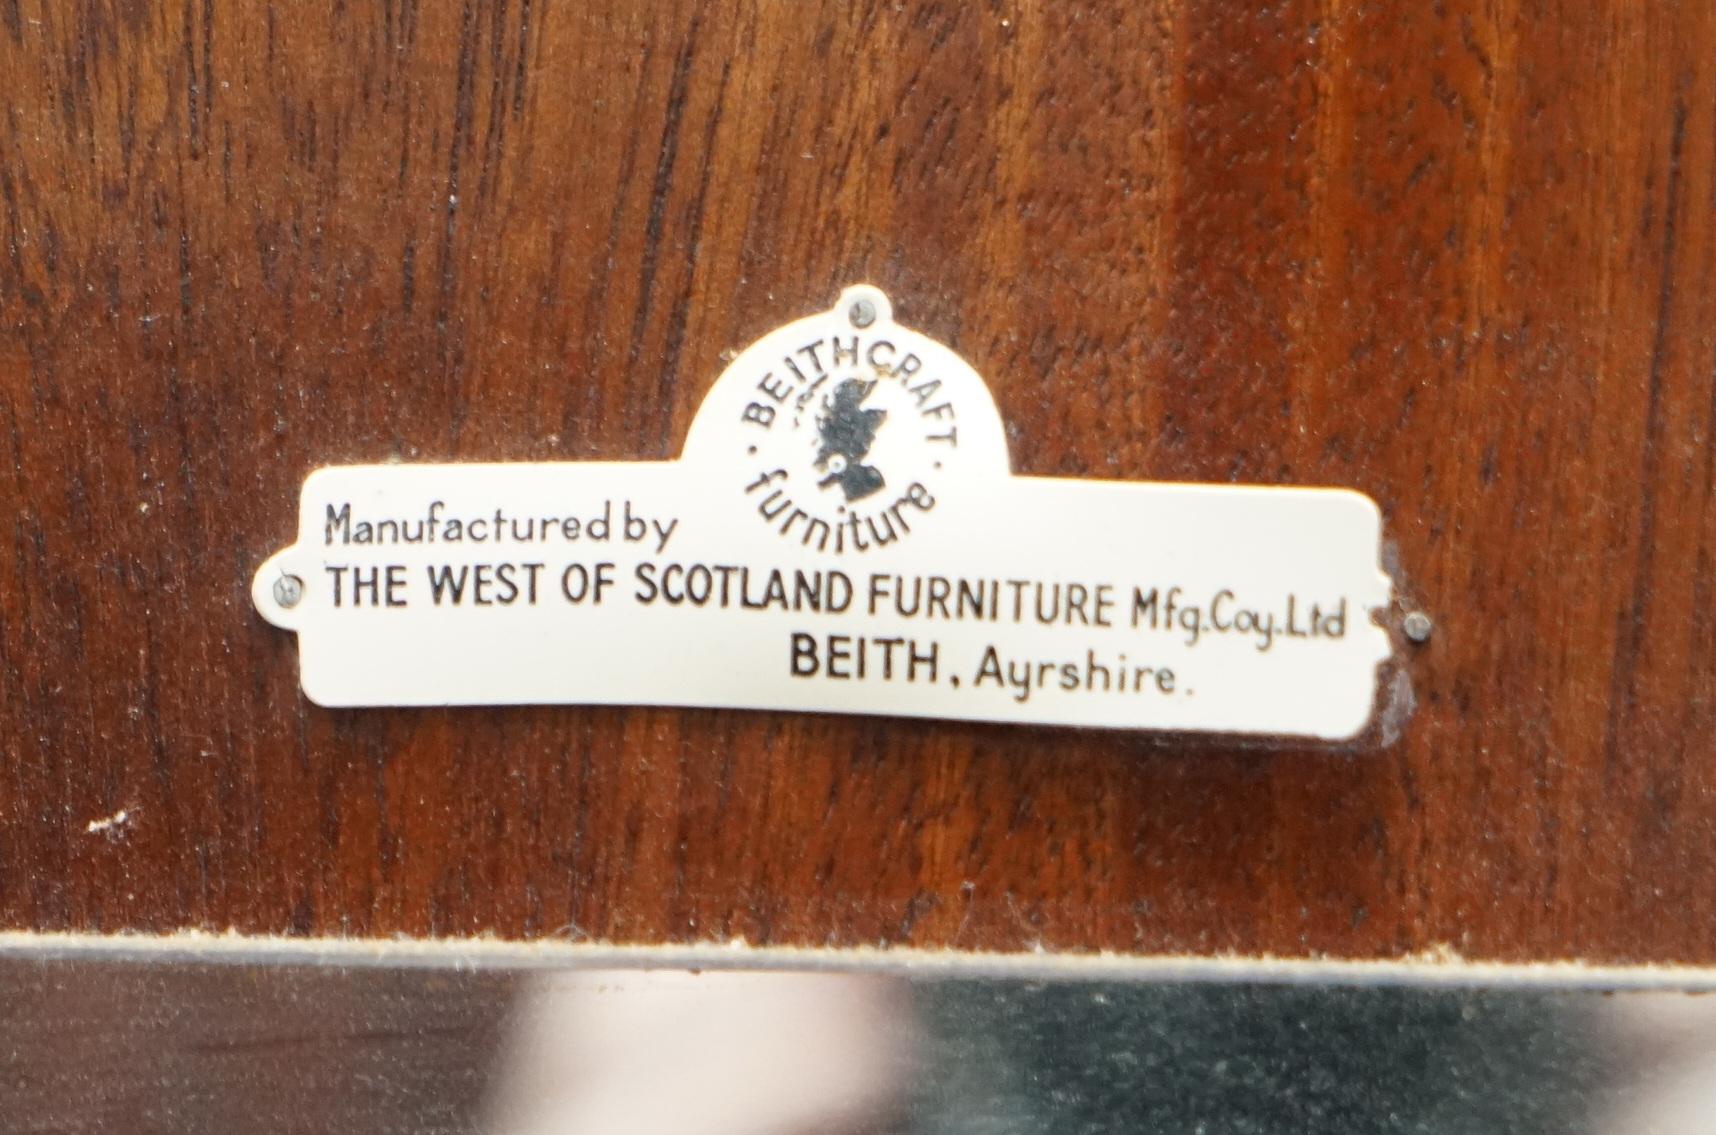 BEITHCRAFT
furniture
Manufactured by
THE WEST OF SCOTLAND FURNITURE Mfg.Coy.Ltd
BEITH, Ayrshire.